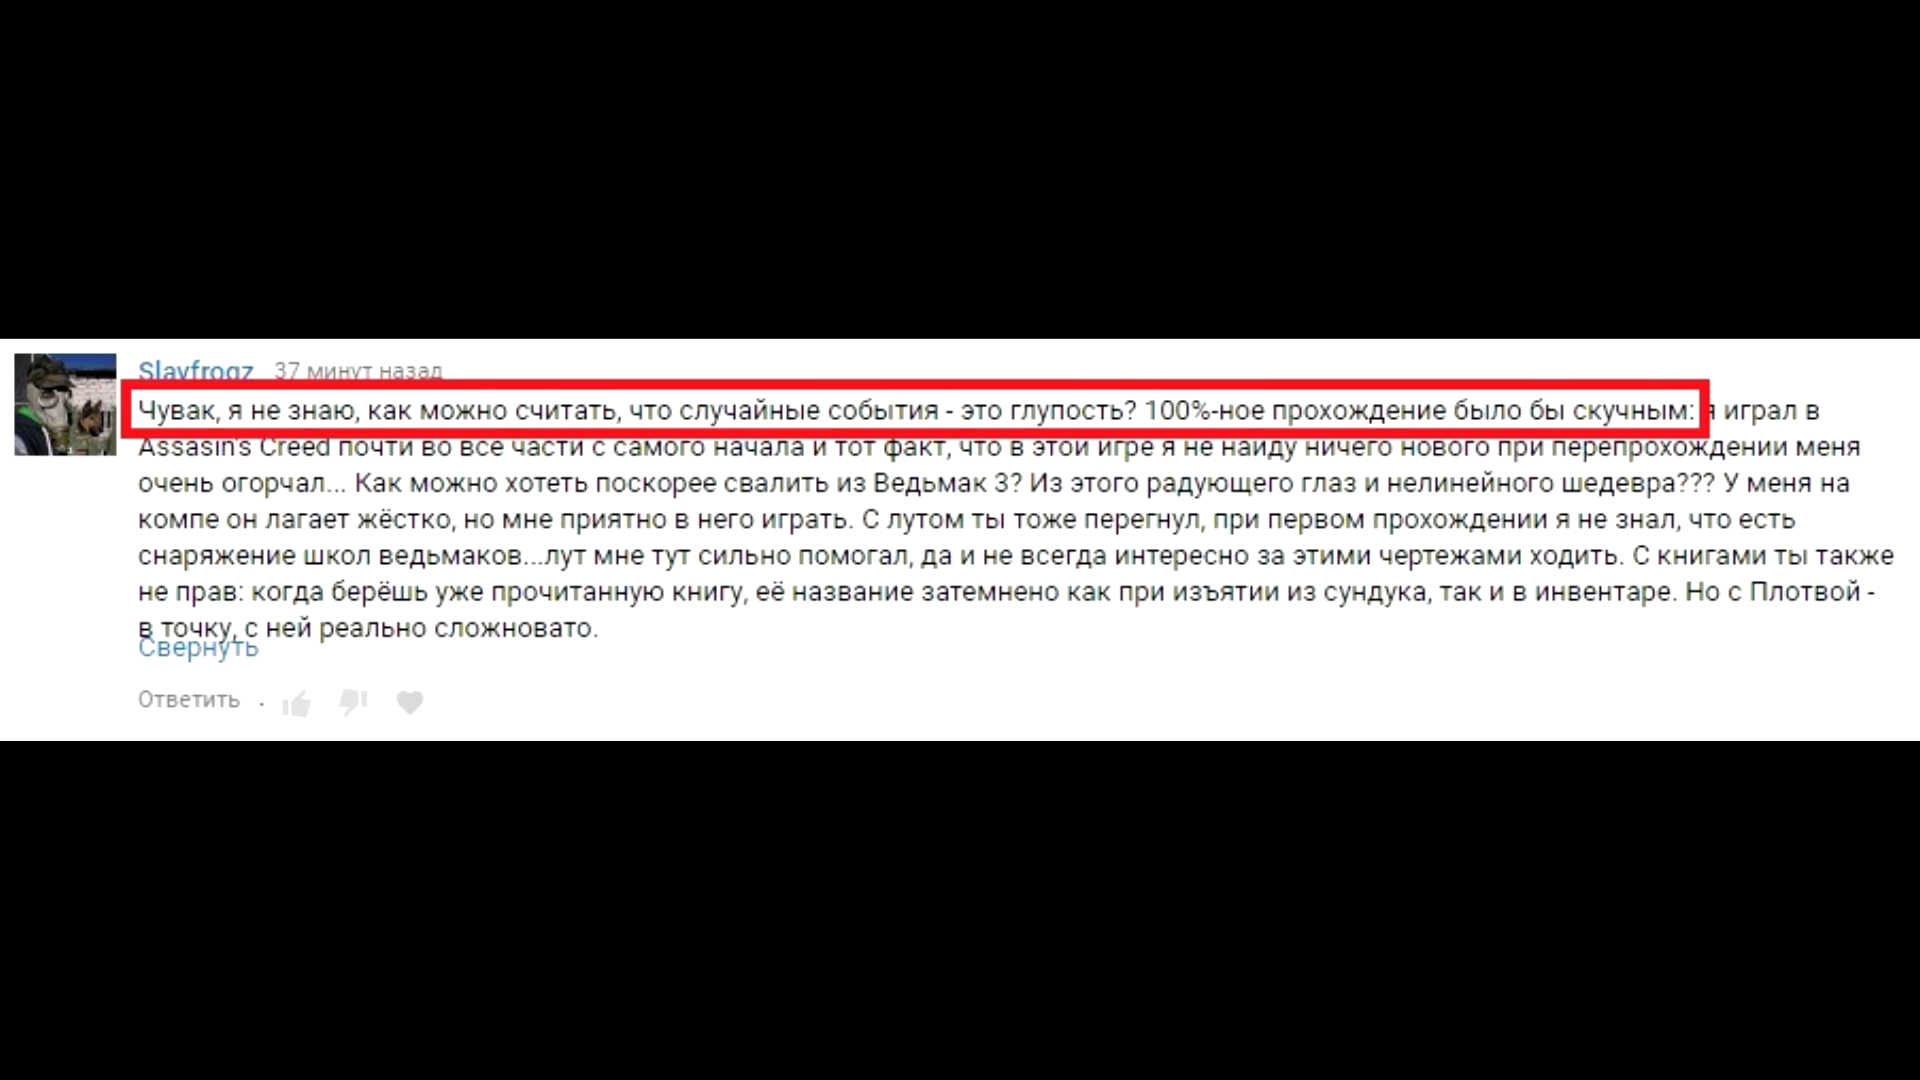 Slavfrogz 37 минут назад
Чувак, я не знаю, как можно считать, что случайные события - это глупость? 100%-ное прохождение было бы скучным: я играл в
Assasin's Creed почти во все части с самого начала и тот факт, что в этой игре я не найду ничего нового при перепрохождении меня
очень огорчал... Как можно хотеть поскорее свалить из Ведьмак 3? Из этого радующего глаз и нелинейного шедевра??? У меня на
компе он лагает жёстко, но мне приятно в него играть. С лутом ты тоже перегнул, при первом прохождении я не знал, что есть
снаряжение школ ведьмаков...лут мне тут сильно помогал, да и не всегда интересно за этими чертежами ходить. С книгами ты также
не прав: когда берёшь уже прочитанную книгу, её название затемнено как при изъятии из сундука, так и в инвентаре. Но с Плотвой -
в точку, с ней реально сложновато.
Свернуть
Ответить ·